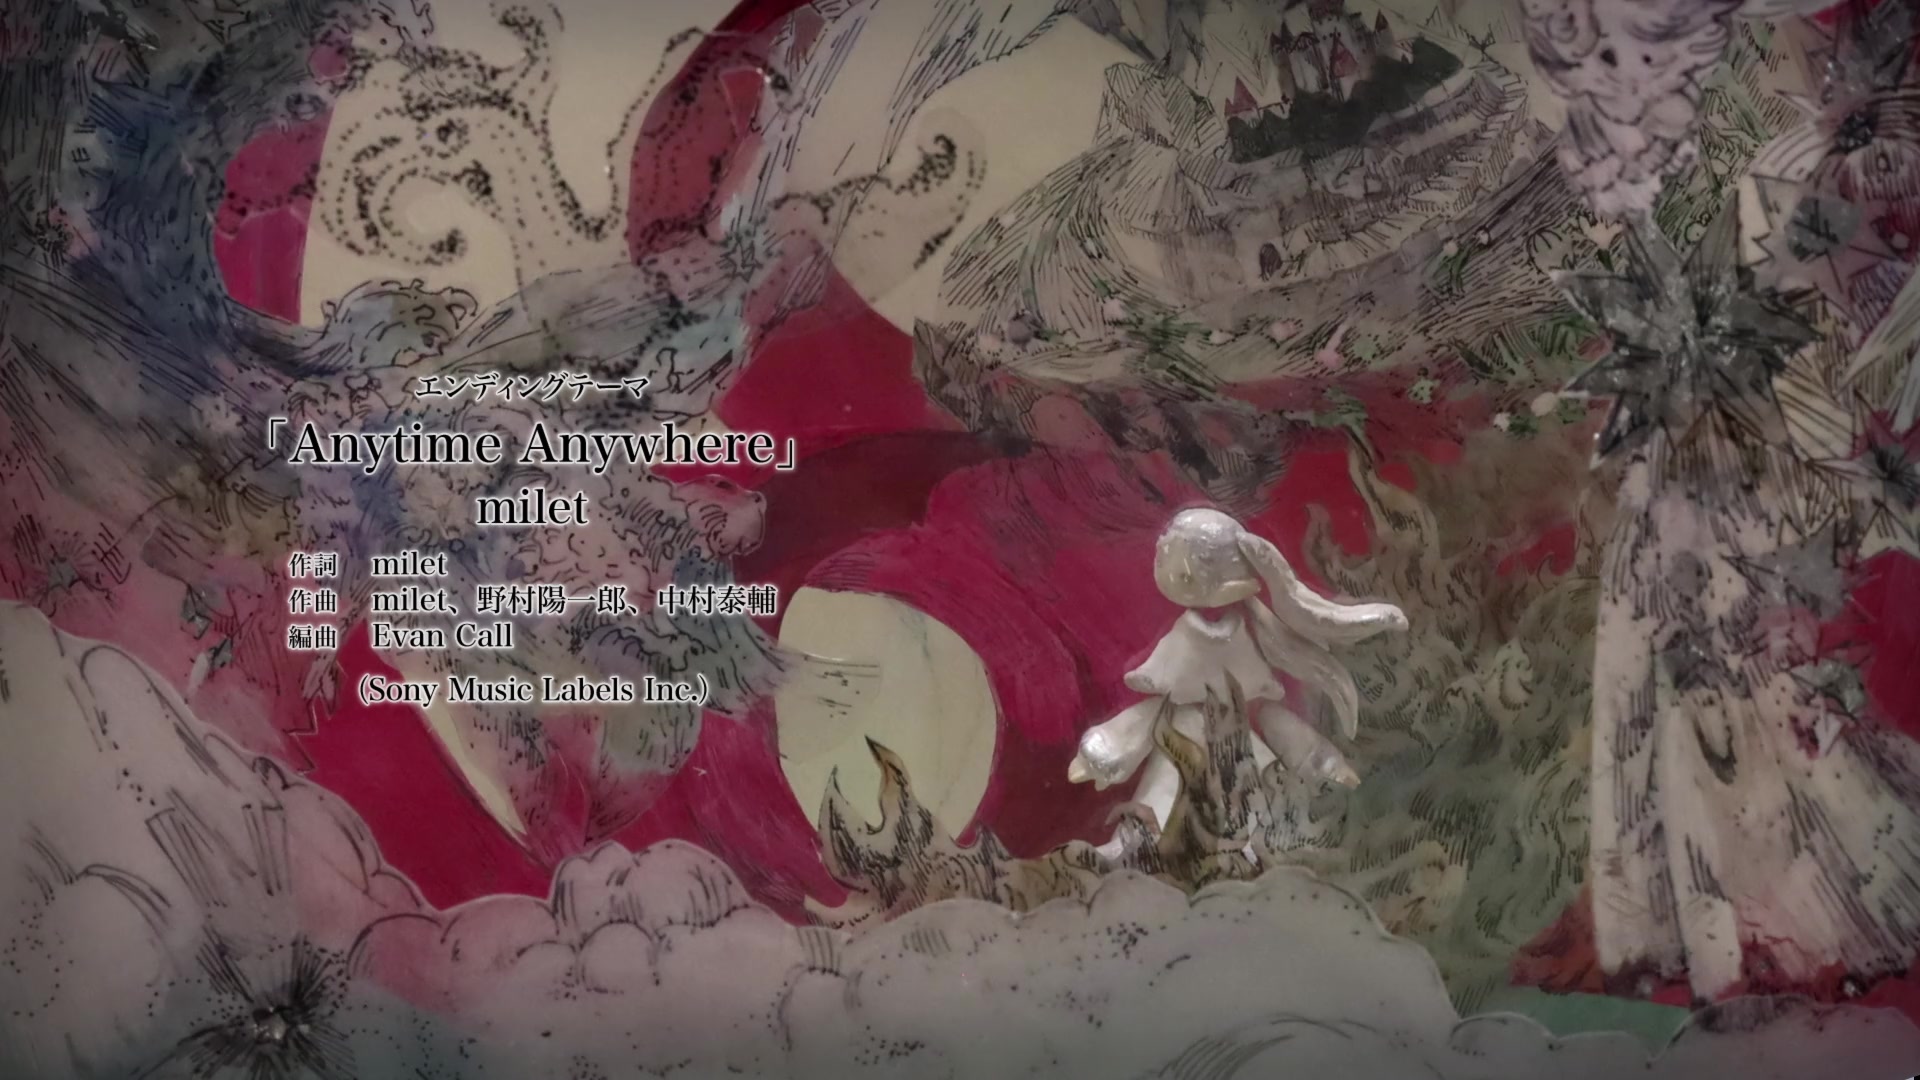 エンディングテーマ
「Anytime Anywhere」
milet
作詞 milet
作曲 milet、野村陽一郎、中村泰輔
編曲 Evan Call
(Sony Music Labels Inc.)